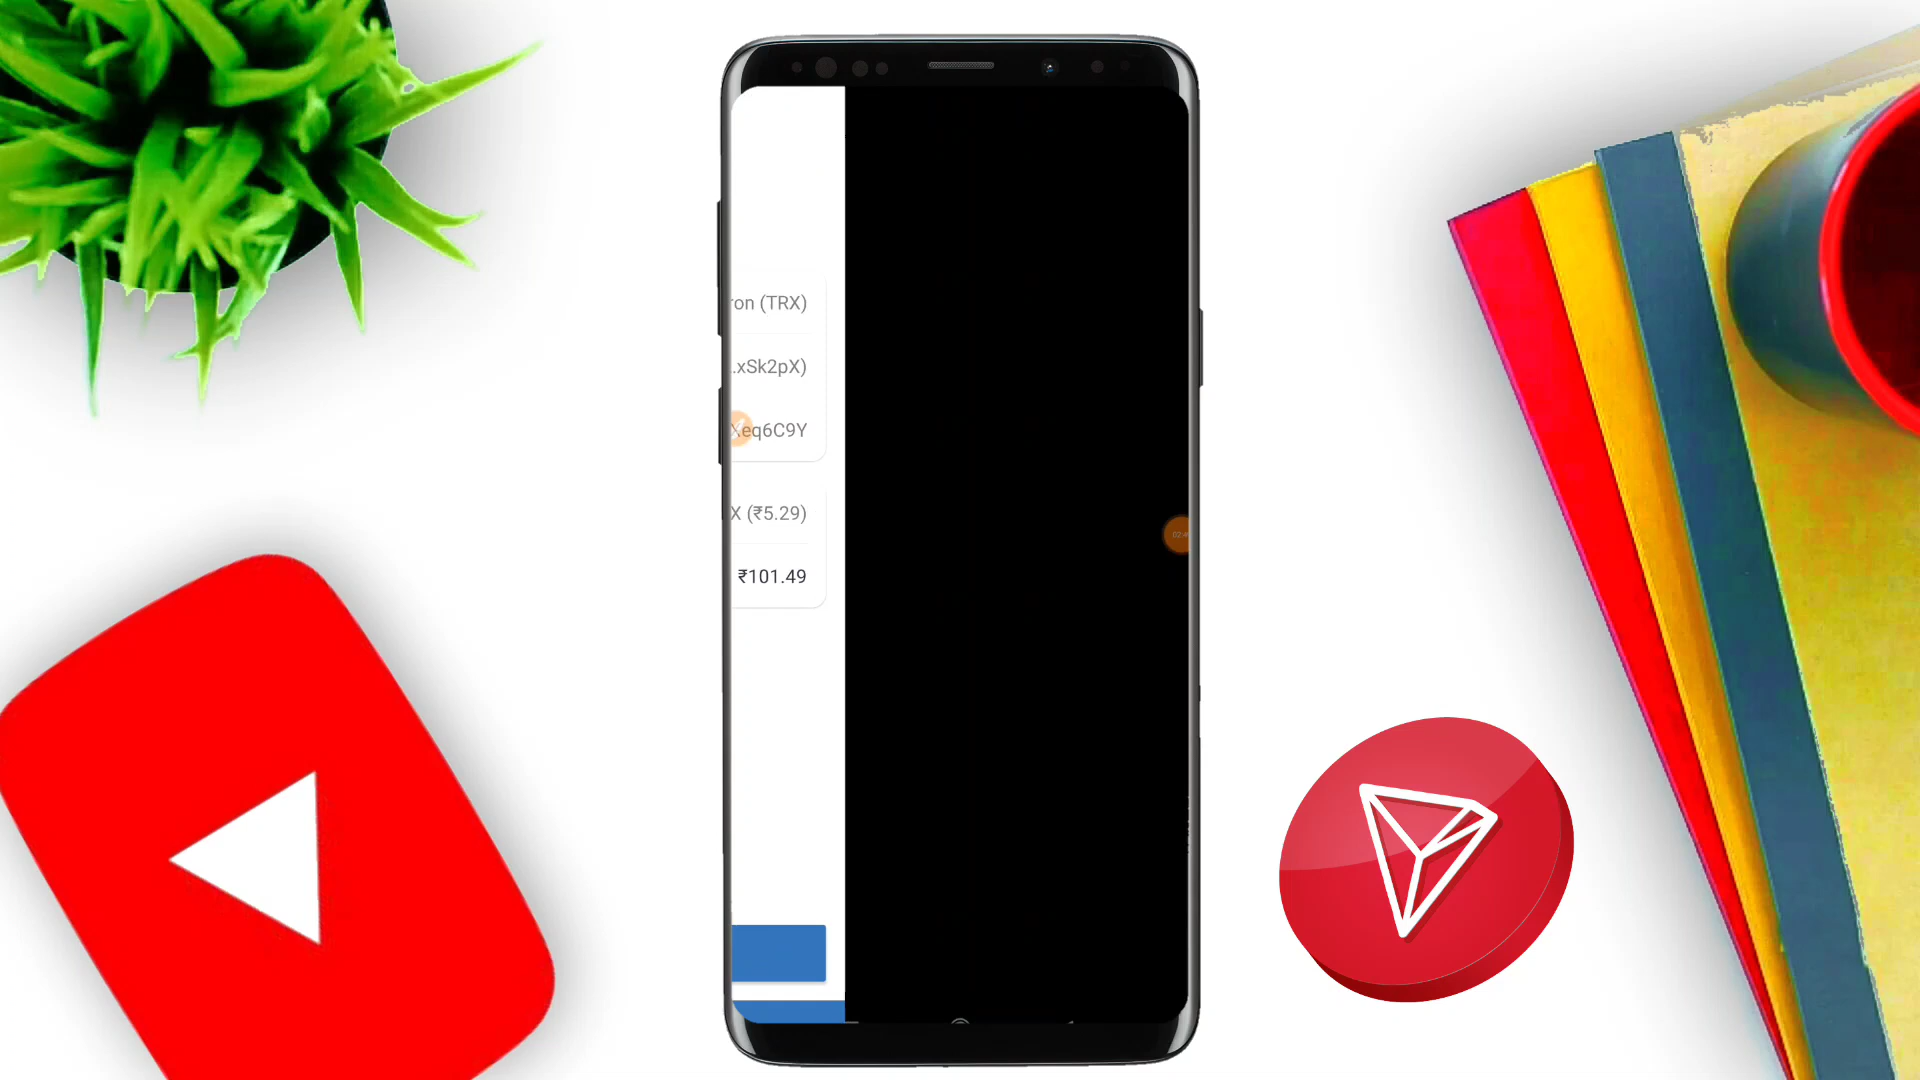 ron (TRX)
.xSk2pX)
Xeq6C9Y
X (₹5.29)
₹101.49